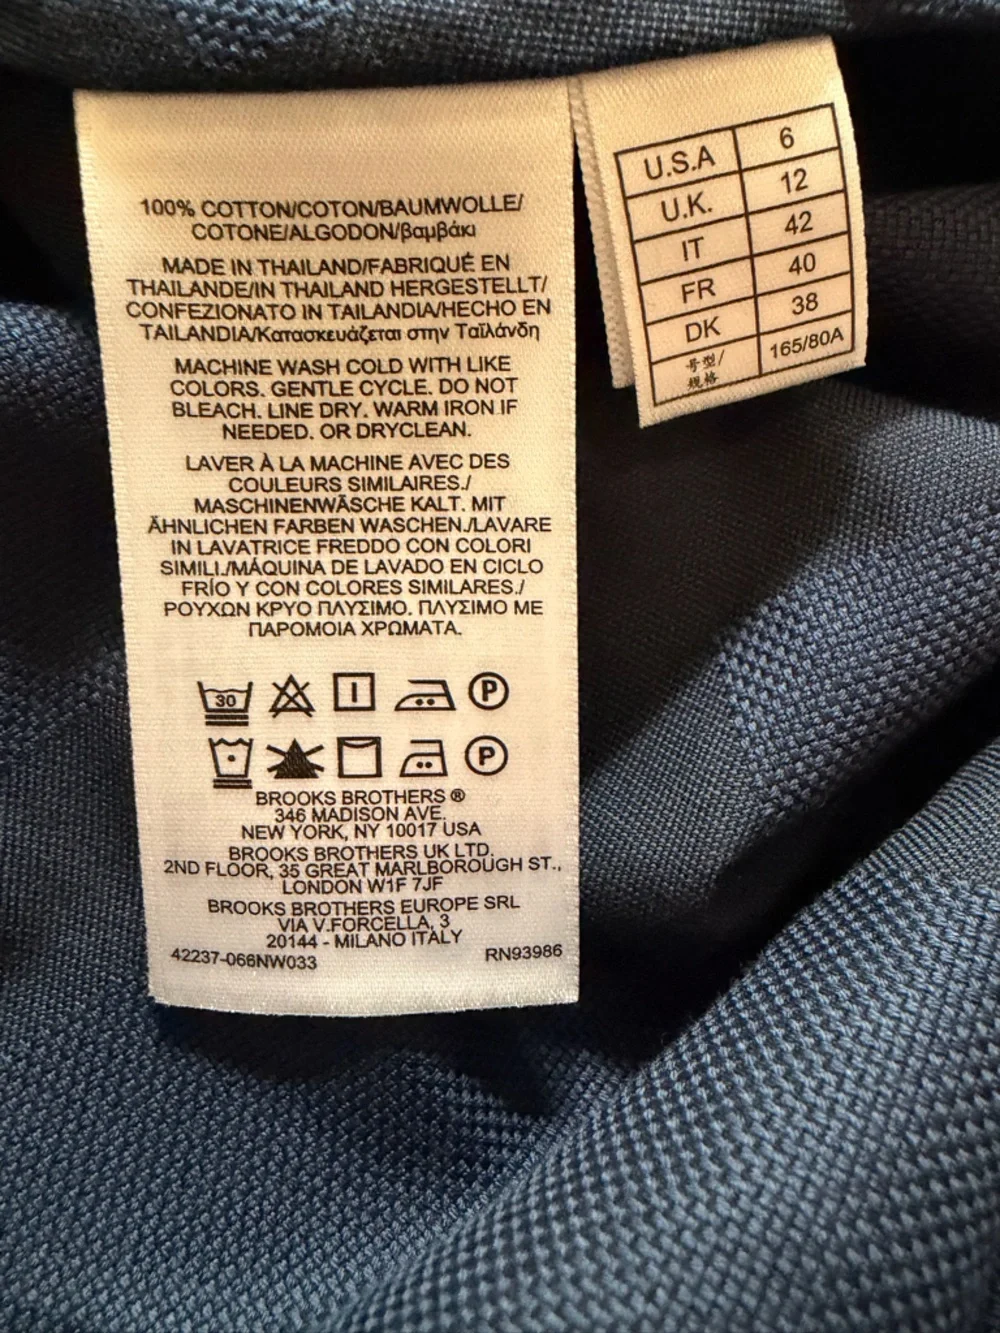 100% COTTON/COTON/BAUMWOLLE/
COTONE/ALGODON/βαμβάκι
MADE IN THAILAND/FABRIQUÉ EN
THAILANDE/IN THAILAND HERGESTELLT/
CONFEZIONATO IN TAILANDIA/HECHO EN
TAILANDIA/Κατασκευάζεται στην Ταϊλάνδη
MACHINE WASH COLD WITH LIKE
COLORS. GENTLE CYCLE. DO NOT
BLEACH. LINE DRY. WARM IRON IF
NEEDED. OR DRYCLEAN.
LAVER À LA MACHINE AVEC DES
COULEURS SIMILAIRES./
MASCHINENWÄSCHE KALT. MIT
ÄHNLICHEN FARBEN WASCHEN./LAVARE
IN LAVATRICE FREDDO CON COLORI
SIMILI./MÁQUINA DE LAVADO EN CICLO
FRÍO Y CON COLORES SIMILARES./
ΡΟΥΧΩΝ ΚΡΥΟ ΠΛΥΣΙΜΟ. ΠΛΥΣΙΜΟ ΜΕ
ΠΑΡΟΜΟΙΑ ΧΡΩΜΑΤΑ.
30 P
P
BROOKS BROTHERS ®
346 MADISON AVE.
NEW YORK, NY 10017 USA
BROOKS BROTHERS UK LTD.
2ND FLOOR, 35 GREAT MARLBOROUGH ST.,
LONDON W1F 7JF
BROOKS BROTHERS EUROPE SRL
VIA V.FORCELLA, 3
20144 - MILANO ITALY
42237-066NW033 RN93986
U.S.A 6
U.K. 12
IT 42
FR 40
DK 38
号型/
规格 165/80A